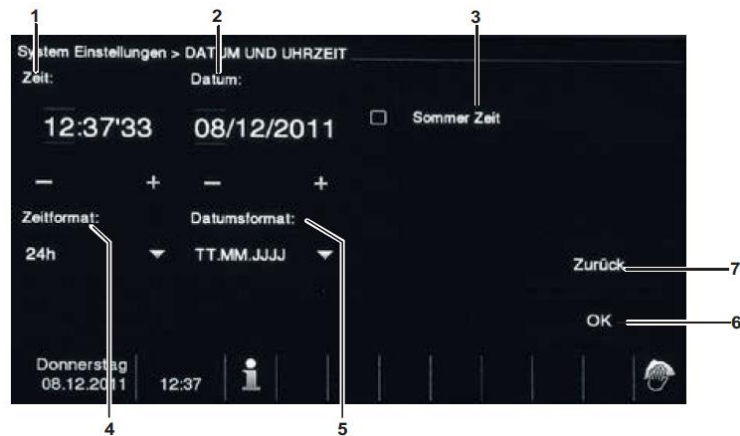 1 2 3
System Einstellungen > DATUM UND UHRZEIT
Zeit: Datum:
12:37'33 08/12/2011 Sommer Zeit
− + − +
Zeitformat: Datumsformat:
24h TT.MM.JJJJ
Zurück 7
OK 6
Donnerstag
08.12.2011 12:37 i
4 5